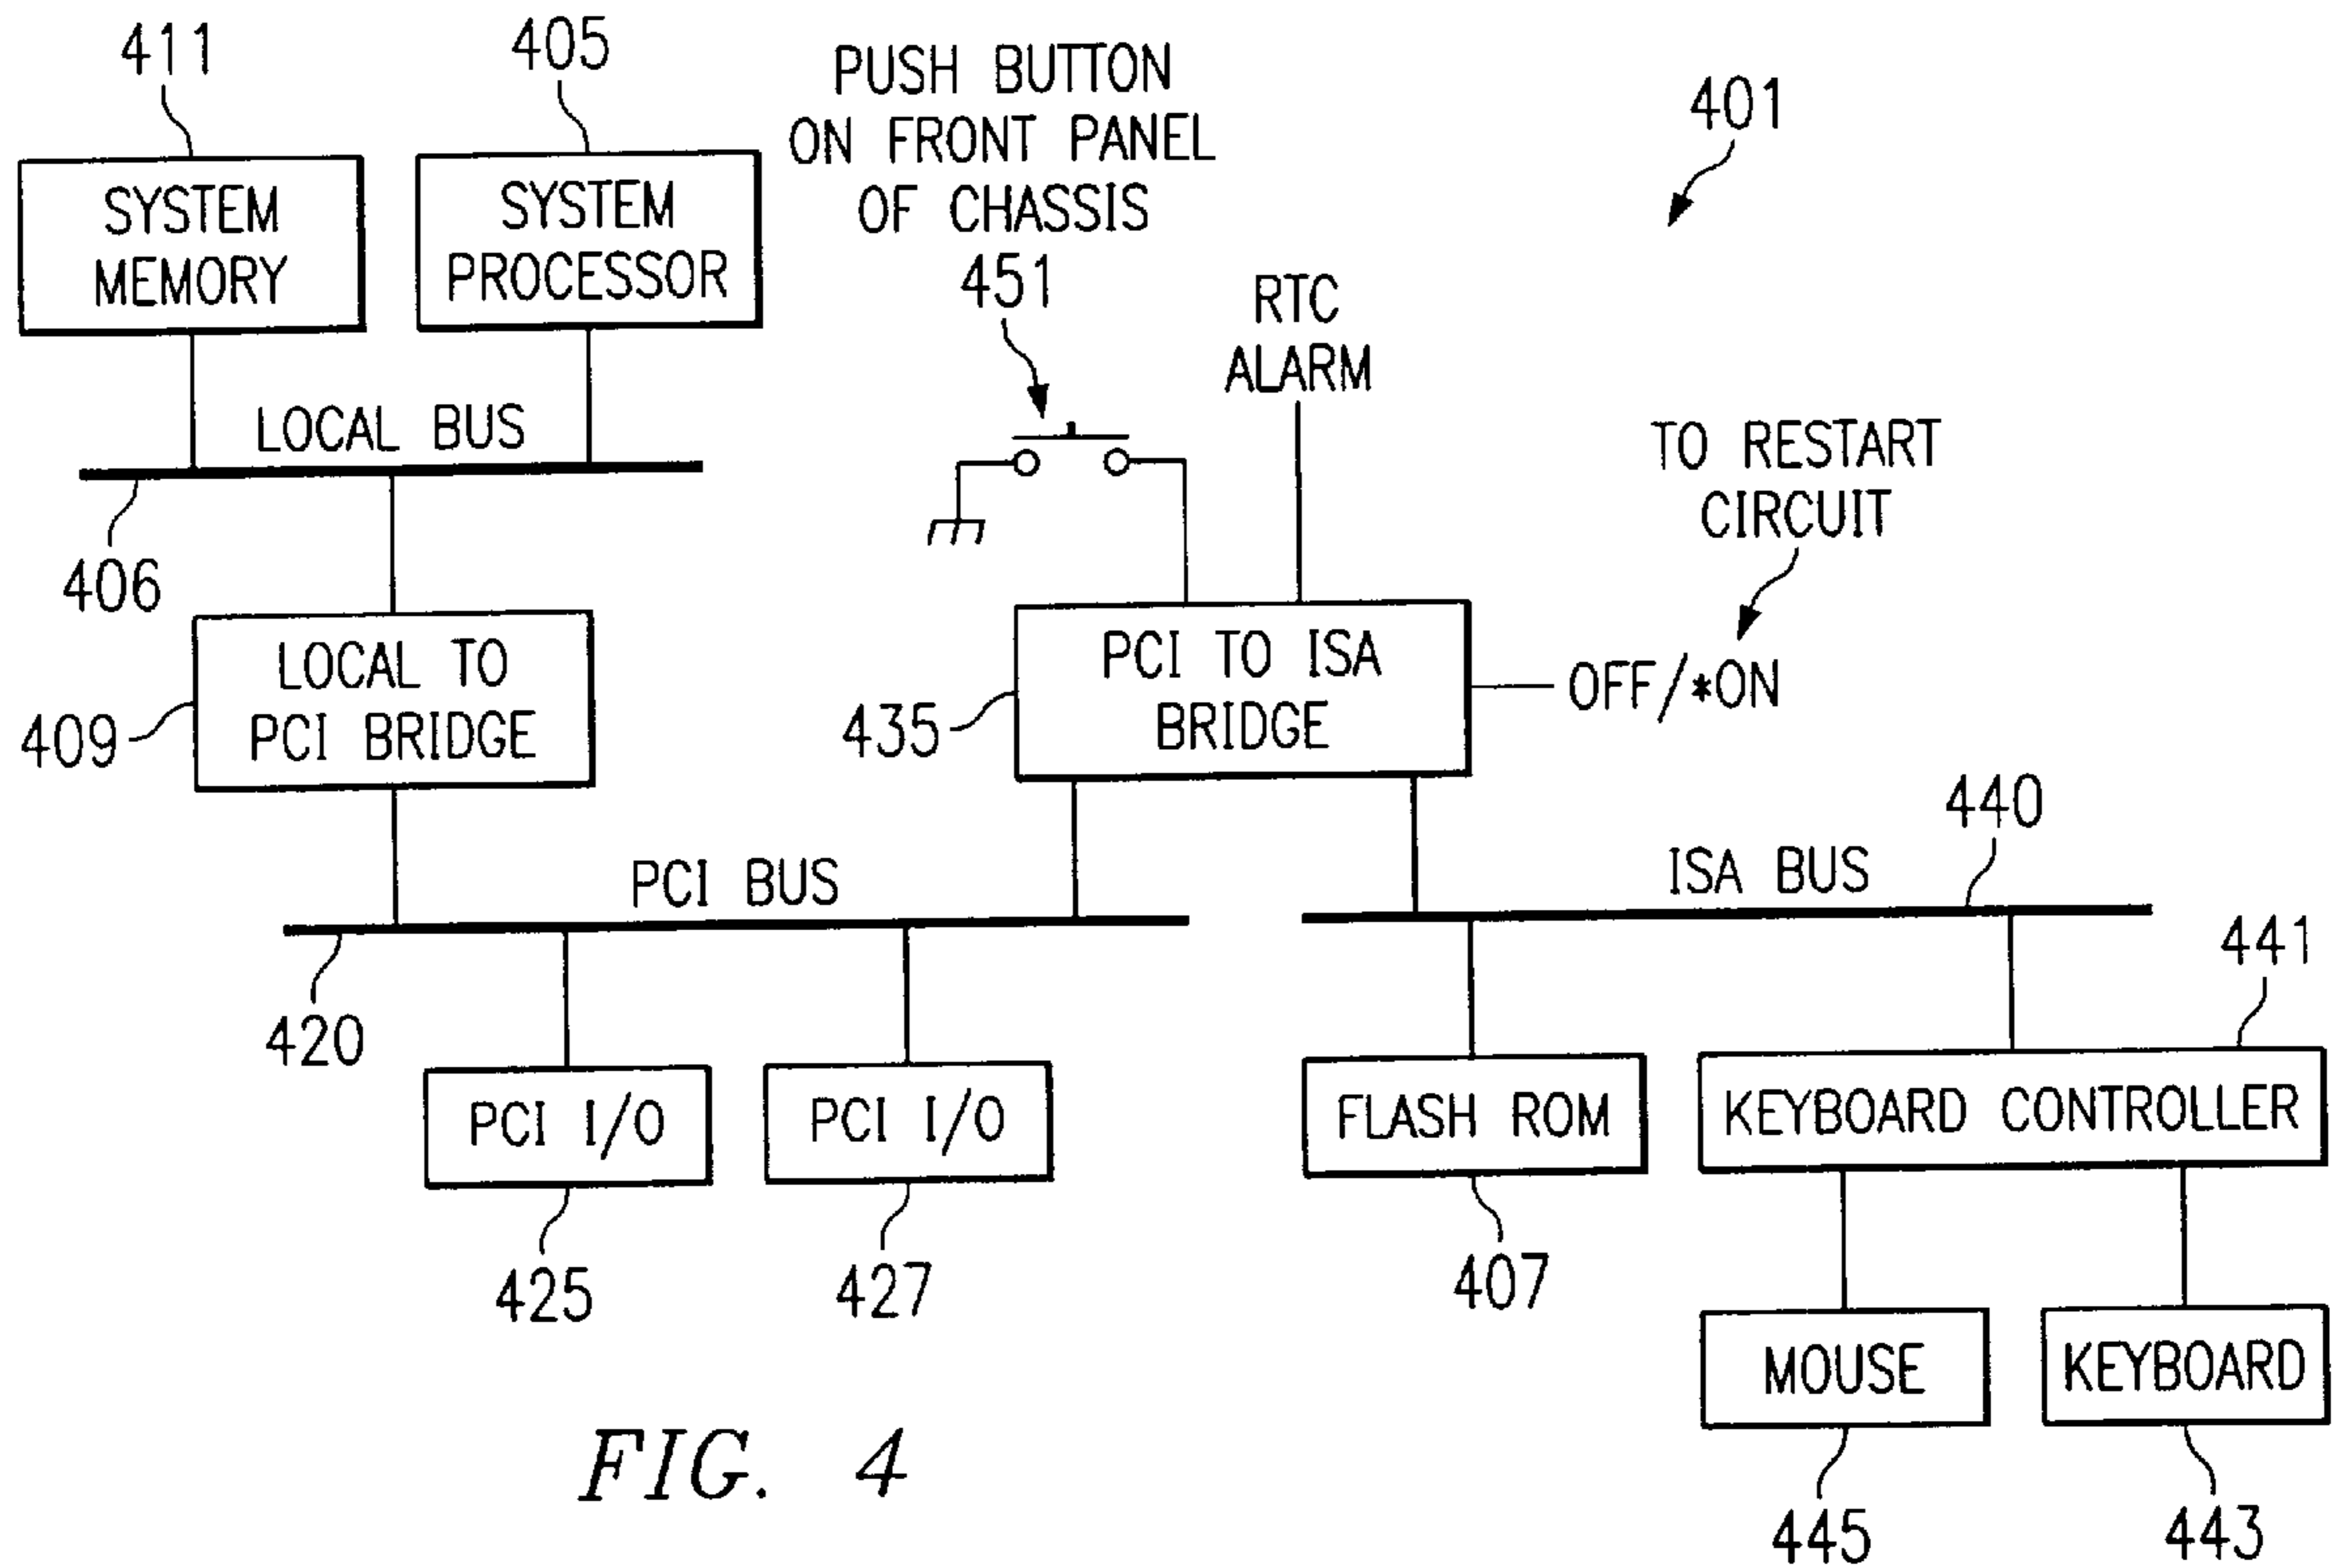 411
405
PUSH BUTTON
ON FRONT PANEL
OF CHASSIS
451
401
SYSTEM
MEMORY
SYSTEM
PROCESSOR
RTC
ALARM
LOCAL BUS
TO RESTART
CIRCUIT
406
LOCAL TO
PCI BRIDGE
409
PCI TO ISA
BRIDGE
435
OFF/*ON
440
PCI BUS
ISA BUS
441
420
PCI I/O
PCI I/O
FLASH ROM
KEYBOARD CONTROLLER
425
427
407
MOUSE
KEYBOARD
445
443
FIG. 4